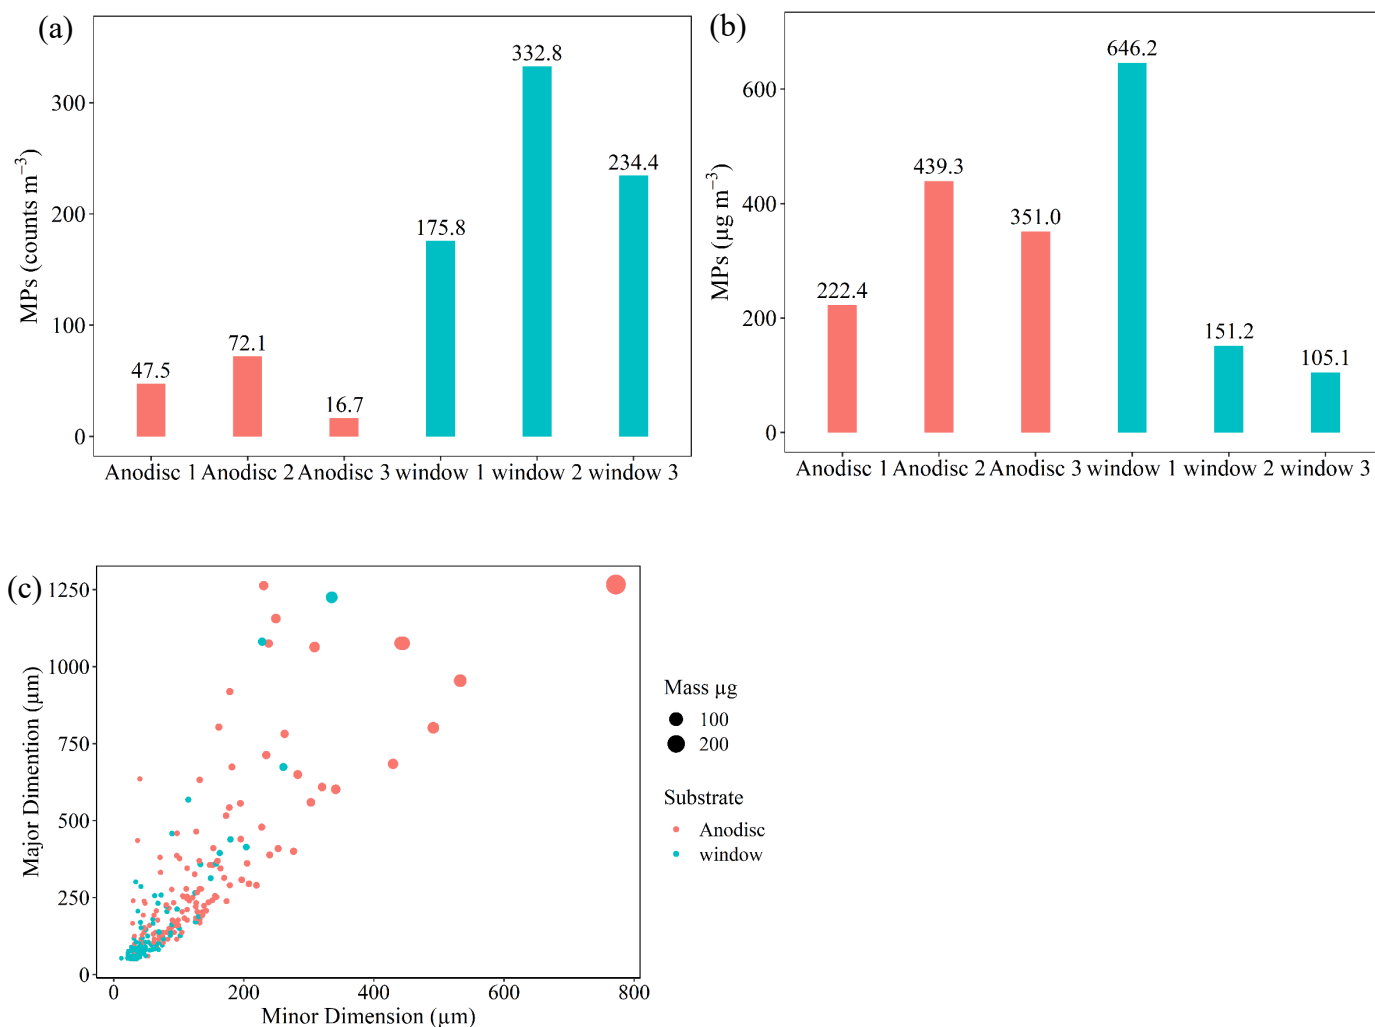 (a)
MPs (counts m⁻³)
300
200
100
0
47.5
72.1
16.7
175.8
332.8
234.4
Anodisc 1 Anodisc 2 Anodisc 3 window 1 window 2 window 3
(b)
MPs (µg m⁻³)
600
400
200
0
222.4
439.3
351.0
646.2
151.2
105.1
Anodisc 1 Anodisc 2 Anodisc 3 window 1 window 2 window 3
(c)
Major Dimention (µm)
1250
1000
750
500
250
0
0 200 400 600 800
Minor Dimension (µm)
Mass µg
100
200
Substrate
Anodisc
window